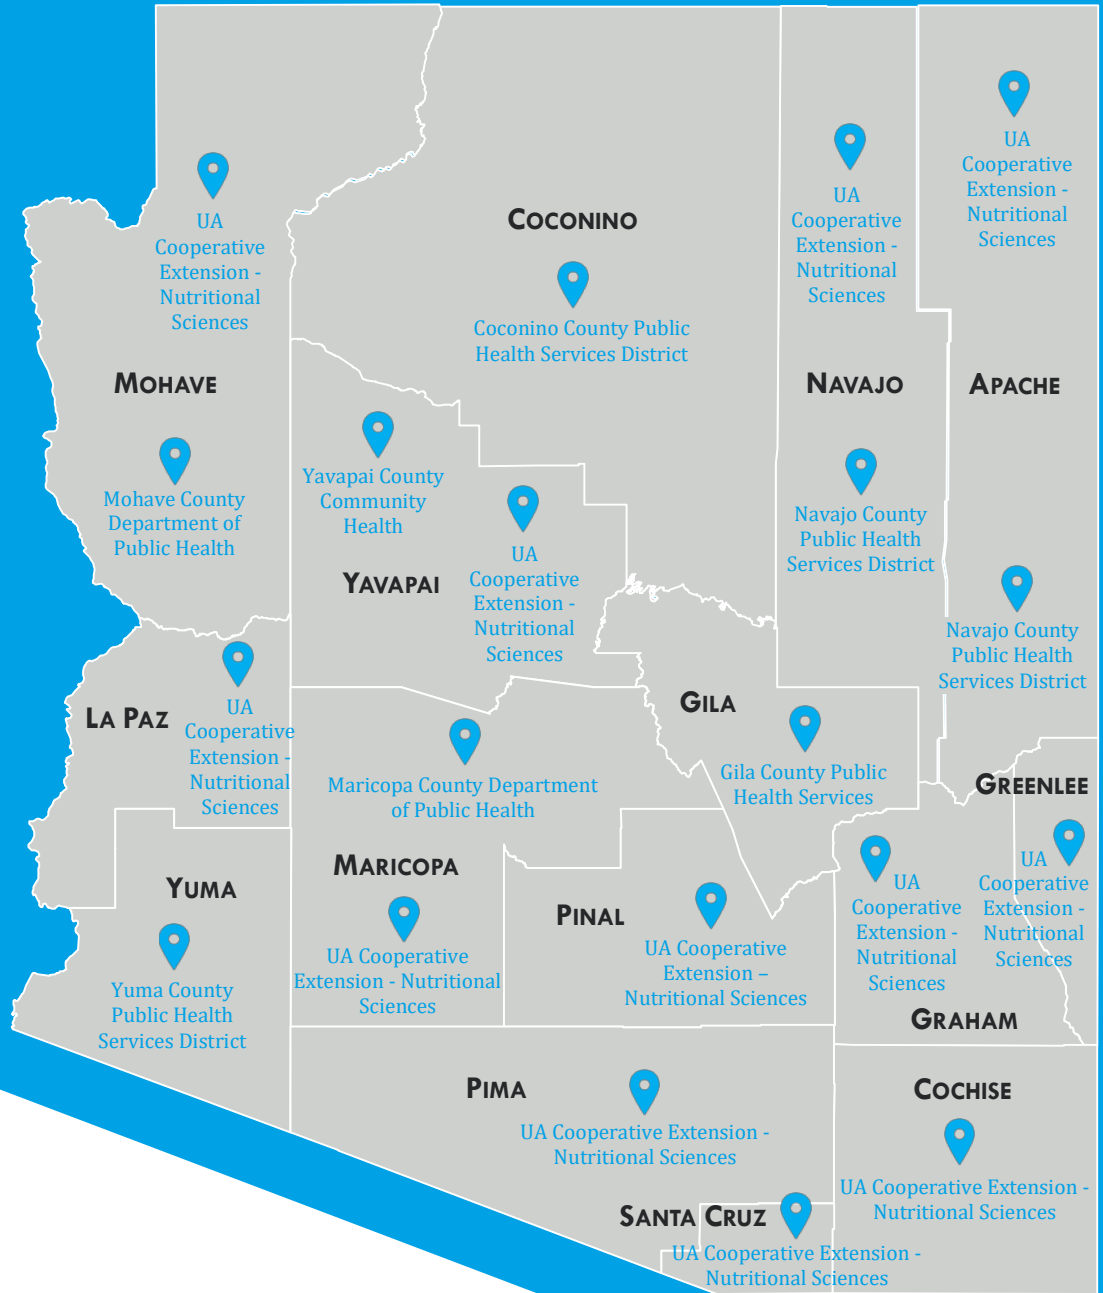 UA
Cooperative
Extension -
Nutritional
Sciences
UA
Cooperative
Extension -
Nutritional
Sciences
UA
Cooperative
Extension -
Nutritional
Sciences
COCONINO
Coconino County Public
Health Services District
MOHAVE
NAVAJO
APACHE
Mohave County
Department of
Public Health
Yavapai County
Community
Health
Navajo County
Public Health
Services District
YAVAPAI
UA
Cooperative
Extension -
Nutritional
Sciences
Navajo County
Public Health
Services District
LA PAZ
UA
Cooperative
Extension -
Nutritional
Sciences
GILA
Gila County Public
Health Services
Maricopa County Department
of Public Health
GREENLEE
UA
Cooperative
Extension -
Nutritional
Sciences
MARICOPA
UA Cooperative
Extension - Nutritional
Sciences
YUMA
Yuma County
Public Health
Services District
PINAL
UA Cooperative
Extension –
Nutritional Sciences
UA
Cooperative
Extension -
Nutritional
Sciences
GRAHAM
PIMA
UA Cooperative Extension -
Nutritional Sciences
COCHISE
UA Cooperative Extension -
Nutritional Sciences
SANTA CRUZ
UA Cooperative Extension -
Nutritional Sciences